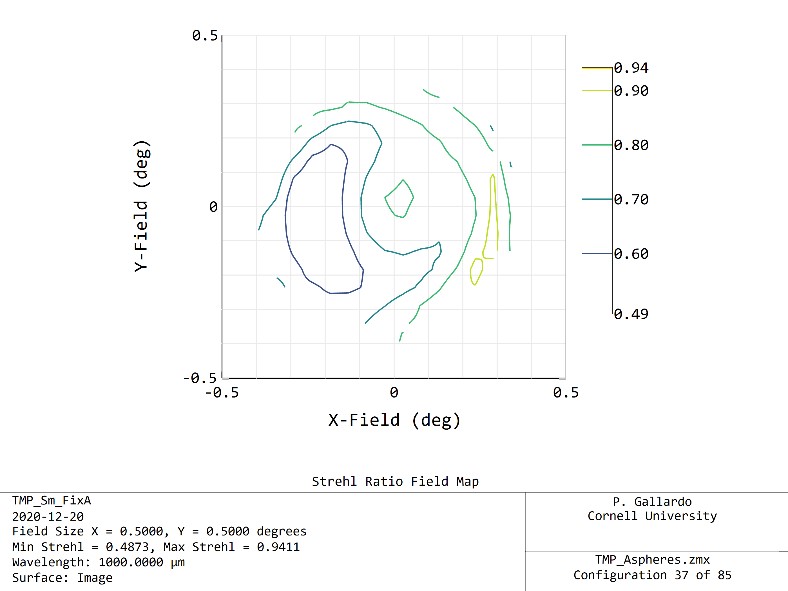 0.5
0
-0.5
-0.5
0
0.5
Y-Field (deg)
X-Field (deg)
0.94
0.90
0.80
0.70
0.60
0.49
Strehl Ratio Field Map
TMP_Sm_FixA
2020-12-20
Field Size X = 0.5000, Y = 0.5000 degrees
Min Strehl = 0.4873, Max Strehl = 0.9411
Wavelength: 1000.0000 µm
Surface: Image
P. Gallardo
Cornell University
TMP_Aspheres.zmx
Configuration 37 of 85